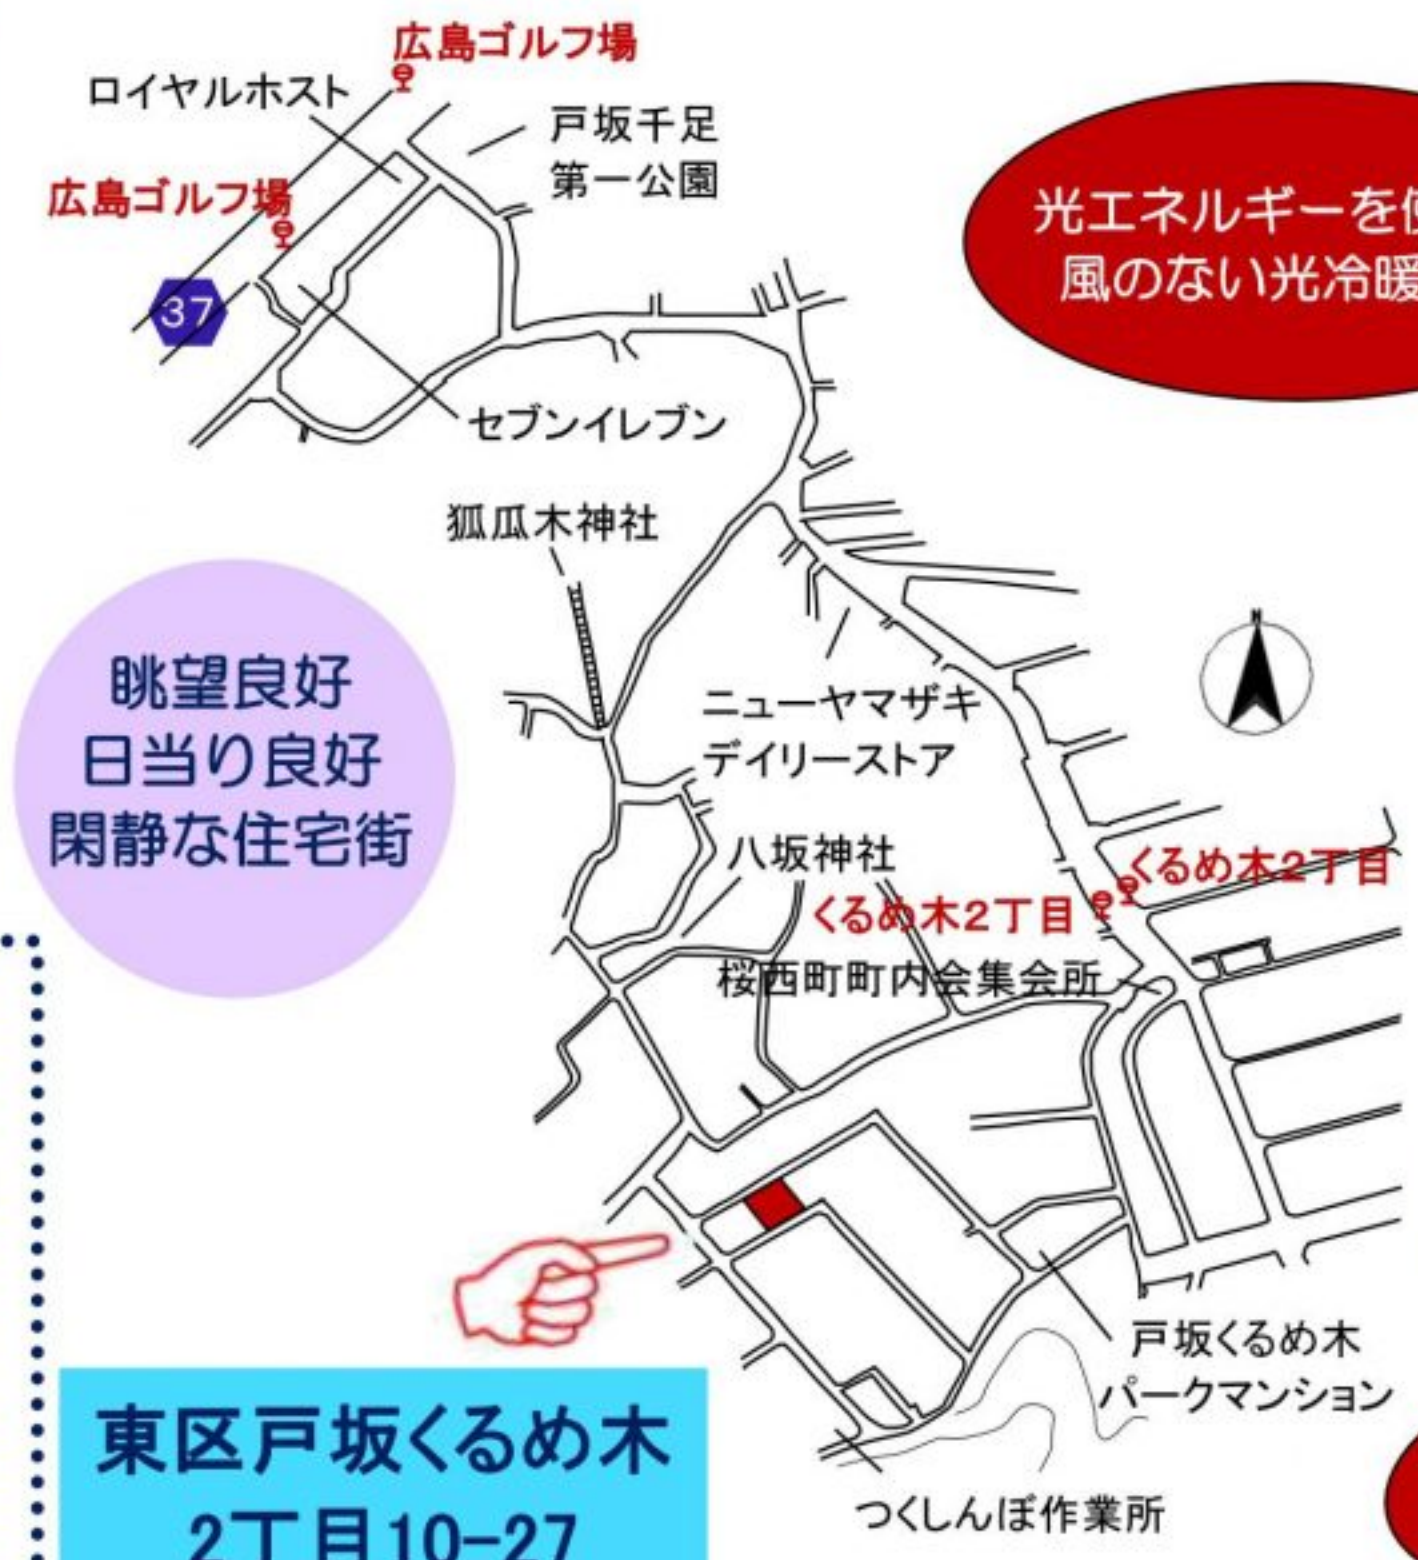 広島ゴルフ場
ロイヤルホスト
戸坂千足
第一公園
広島ゴルフ場
37
光エネルギーを
風のない光冷暖
セブンイレブン
狐瓜木神社
N
眺望良好
日当り良好
閑静な住宅街
ニューヤマザキ
デイリーストア
八坂神社
くるめ木2丁目
くるめ木2丁目
桜西町町内会集会所
戸坂くるめ木
パークマンション
東区戸坂くるめ木
2丁目10-27
つくしんぼ作業所